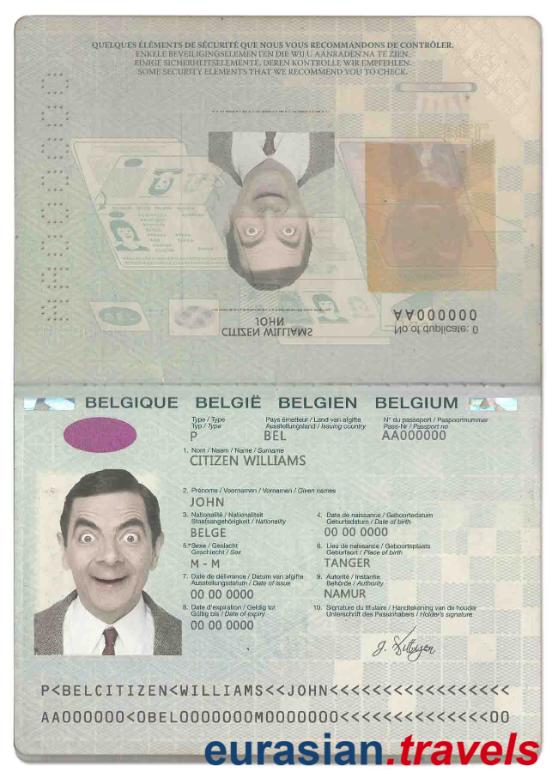 QUELQUES ÉLÉMENTS DE SÉCURITÉ QUE NOUS VOUS RECOMMANDONS DE CONTRÔLER.
ENKELE BEVEILIGINGSELEMENTEN DIE WIJ U AANRADEN NA TE ZIEN.
EINIGE SICHERHEITSELEMENTE, DEREN KONTROLLE WIR EMPFEHLEN.
SOME SECURITY ELEMENTS THAT WE RECOMMEND YOU TO CHECK.
AA000000
No of duplicate: 0
JOHN
CITIZEN WILLIAMS
BELGIQUE BELGIË BELGIEN BELGIUM
Type / Type Pays émetteur / Land van afgifte N° du passeport / Paspoortnummer
Typ / Type Ausstellungsland / Issuing country Pass-Nr / Passport no
P BEL AA000000
1. Nom / Naam / Name / Surname
CITIZEN WILLIAMS
2. Prénoms / Voornamen / Vornamen / Given names
JOHN
3. Nationalité / Nationaliteit 4. Date de naissance / Geboortedatum
Staatsangehörigkeit / Nationality Geburtsdatum / Date of birth
BELGE 00 00 0000
5. Sexe / Geslacht 6. Lieu de naissance / Geboorteplaats
Geschlecht / Sex Geburtsort / Place of birth
M - M TANGER
7. Date de délivrance / Datum van afgifte 9. Autorité / Instantie
Ausstellungsdatum / Date of issue Behörde / Authority
00 00 0000 NAMUR
8. Date d'expiration / Geldig tot 10. Signature du titulaire / Handtekening van de houder
Gültig bis / Date of expiry Unterschrift des Passinhabers / Holder's signature
00 00 0000
P<BELCITIZEN<WILLIAMS<<JOHN<<<<<<<<<<<<<<<<<
AA000000<0BEL0000000M0000000<<<<<<<<<<<<<<00
eurasian.travels